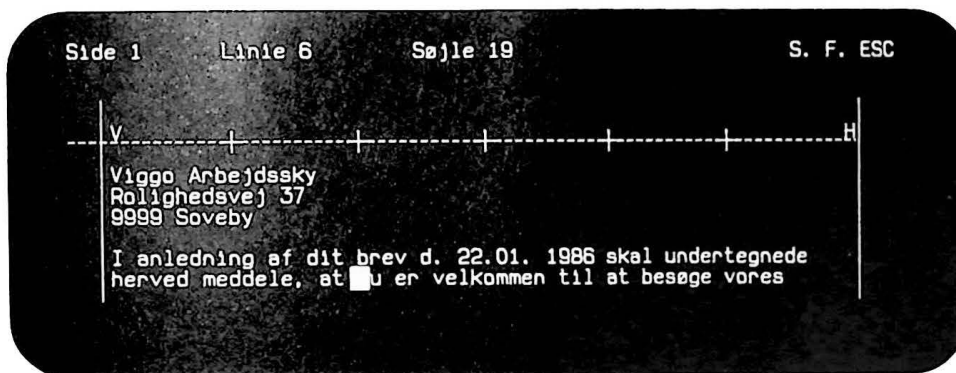 Side 1 Linie 6 Søjle 19 S. F. ESC
V H
Viggo Arbejdssky
Rolighedsvej 37
9999 Soveby
I anledning af dit brev d. 22.01. 1986 skal undertegnede
herved meddele, at u er velkommen til at besøge vores